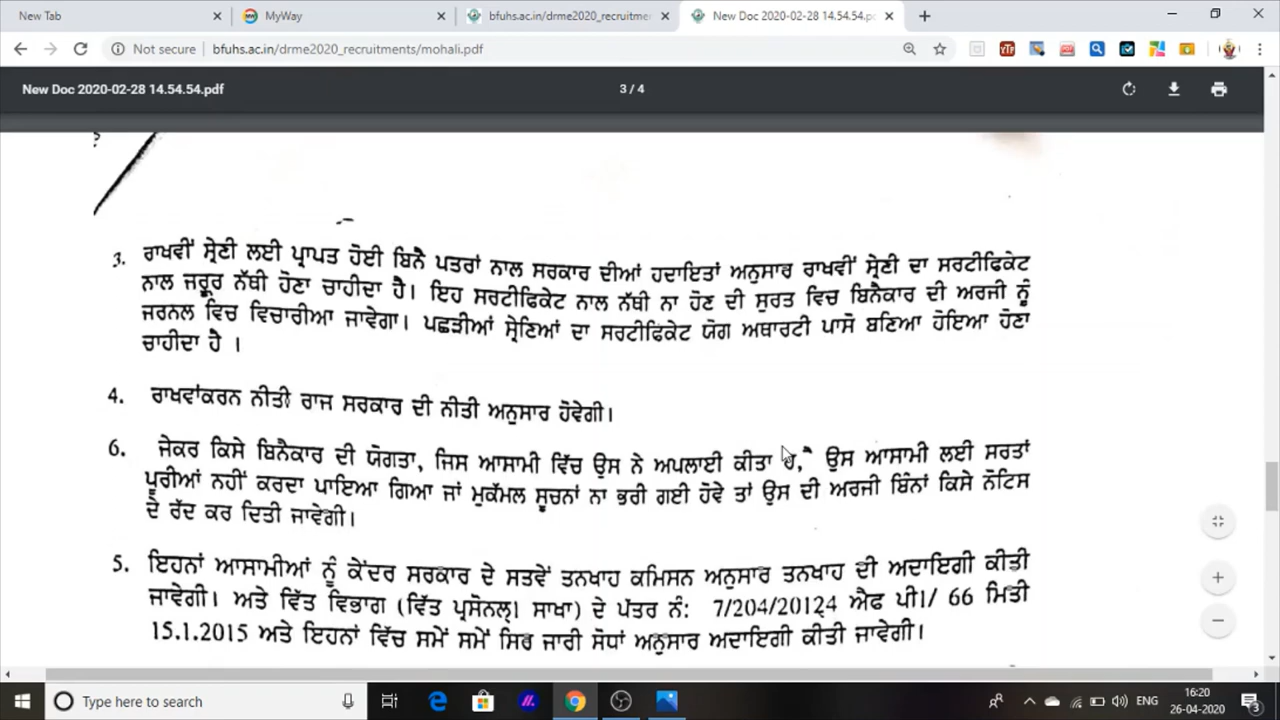 New Tab
MyWay
bfuhs.ac.in/drme2020_recruitme
New Doc 2020-02-28 14.54.54.p
Not secure
bfuhs.ac.in/drme2020_recruitments/mohali.pdf
New Doc 2020-02-28 14.54.54.pdf
3 / 4
3. ਰਾਖਵੀਂ ਸ਼੍ਰੇਣੀ ਲਈ ਪ੍ਰਾਪਤ ਹੋਈ ਬਿਨੈ ਪਤਰਾਂ ਨਾਲ ਸਰਕਾਰ ਦੀਆਂ ਹਦਾਇਤਾਂ ਅਨੁਸਾਰ ਰਾਖਵੀਂ ਸ਼੍ਰੇਣੀ ਦਾ ਸਰਟੀਫਿਕੇਟ
ਨਾਲ ਜਰੂਰ ਨੱਥੀ ਹੋਣਾ ਚਾਹੀਦਾ ਹੈ। ਇਹ ਸਰਟੀਫਿਕੇਟ ਨਾਲ ਨੱਥੀ ਨਾ ਹੋਣ ਦੀ ਸੁਰਤ ਵਿਚ ਬਿਨੈਕਾਰ ਦੀ ਅਰਜੀ ਨੂੰ
ਜਰਨਲ ਵਿਚ ਵਿਚਾਰੀਆ ਜਾਵੇਗਾ। ਪਛੜੀਆਂ ਸ਼੍ਰੇਣਿਆਂ ਦਾ ਸਰਟੀਫਿਕੇਟ ਯੋਗ ਅਥਾਰਟੀ ਪਾਸੋ ਬਣਿਆ ਹੋਇਆ ਹੋਣਾ
ਚਾਹੀਦਾ ਹੈ ।
4. ਰਾਖਵਾਂਕਰਨ ਨੀਤੀ ਰਾਜ ਸਰਕਾਰ ਦੀ ਨੀਤੀ ਅਨੁਸਾਰ ਹੋਵੇਗੀ।
6. ਜੇਕਰ ਕਿਸੇ ਬਿਨੈਕਾਰ ਦੀ ਯੋਗਤਾ, ਜਿਸ ਆਸਾਮੀ ਵਿੱਚ ਉਸ ਨੇ ਅਪਲਾਈ ਕੀਤਾ ਹੈ, ਉਸ ਆਸਾਮੀ ਲਈ ਸਰਤਾਂ
ਪੂਰੀਆਂ ਨਹੀਂ ਕਰਦਾ ਪਾਇਆ ਗਿਆ ਜਾਂ ਮੁਕੱਮਲ ਸੂਚਨਾਂ ਨਾ ਭਰੀ ਗਈ ਹੋਵੇ ਤਾਂ ਉਸ ਦੀ ਅਰਜੀ ਬਿੰਨਾਂ ਕਿਸੇ ਨੋਟਿਸ
ਦੇ ਰੱਦ ਕਰ ਦਿਤੀ ਜਾਵੇਗੀ।
5. ਇਹਨਾਂ ਆਸਾਮੀਆਂ ਨੂੰ ਕੇਂਦਰ ਸਰਕਾਰ ਦੇ ਸਤਵੇਂ ਤਨਖਾਹ ਕਮਿਸਨ ਅਨੁਸਾਰ ਤਨਖਾਹ ਦੀ ਅਦਾਇਗੀ ਕੀਤੀ
ਜਾਵੇਗੀ। ਅਤੇ ਵਿੱਤ ਵਿਭਾਗ (ਵਿੱਤ ਪ੍ਰਸੋਨਲ੍। ਸਾਖਾ) ਦੇ ਪੱਤਰ ਨੰ: 7/204/20124 ਐਫ ਪੀ।/ 66 ਮਿਤੀ
15.1.2015 ਅਤੇ ਇਹਨਾਂ ਵਿੱਚ ਸਮੇਂ ਸਮੇਂ ਸਿਰ ਜਾਰੀ ਸੋਧਾਂ ਅਨੁਸਾਰ ਅਦਾਇਗੀ ਕੀਤੀ ਜਾਵੇਗੀ।
Type here to search
ENG
16:20
26-04-2020